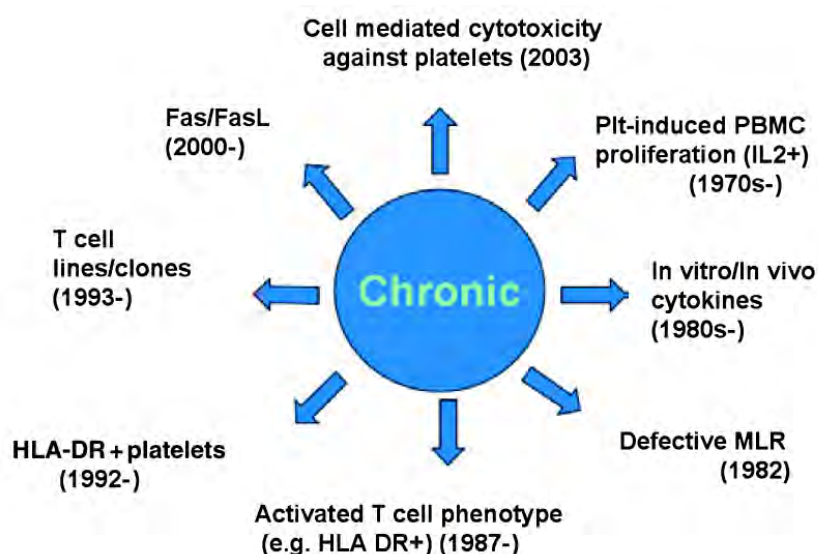 Cell mediated cytotoxicity
against platelets (2003)
Fas/FasL
(2000-)
Plt-induced PBMC
proliferation (IL2+)
(1970s-)
T cell
lines/clones
(1993-)
Chronic
In vitro/In vivo
cytokines
(1980s-)
HLA-DR + platelets
(1992-)
Defective MLR
(1982)
Activated T cell phenotype
(e.g. HLA DR+) (1987-)